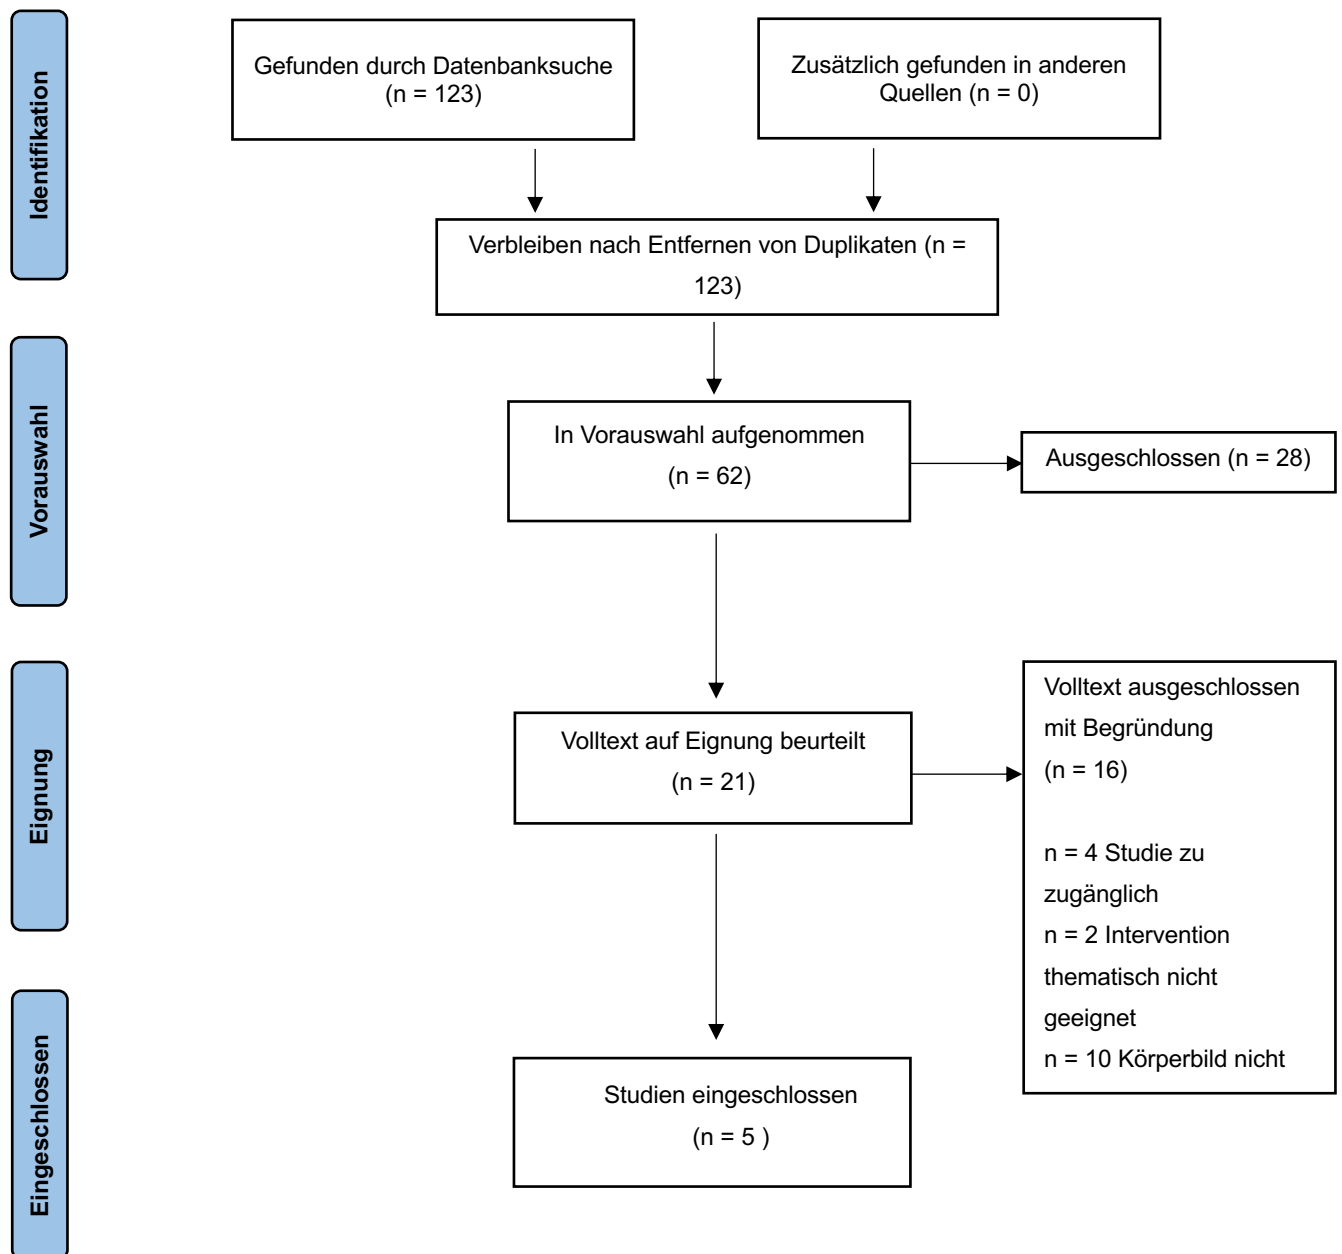 Identifikation
Gefunden durch Datenbanksuche
(n = 123)
Zusätzlich gefunden in anderen
Quellen (n = 0)
Verbleiben nach Entfernen von Duplikaten (n =
123)
Vorauswahl
In Vorauswahl aufgenommen
(n = 62)
Ausgeschlossen (n = 28)
Eignung
Volltext auf Eignung beurteilt
(n = 21)
Volltext ausgeschlossen
mit Begründung
(n = 16)
n = 4 Studie zu
zugänglich
n = 2 Intervention
thematisch nicht
geeignet
n = 10 Körperbild nicht
Eingeschlossen
Studien eingeschlossen
(n = 5 )